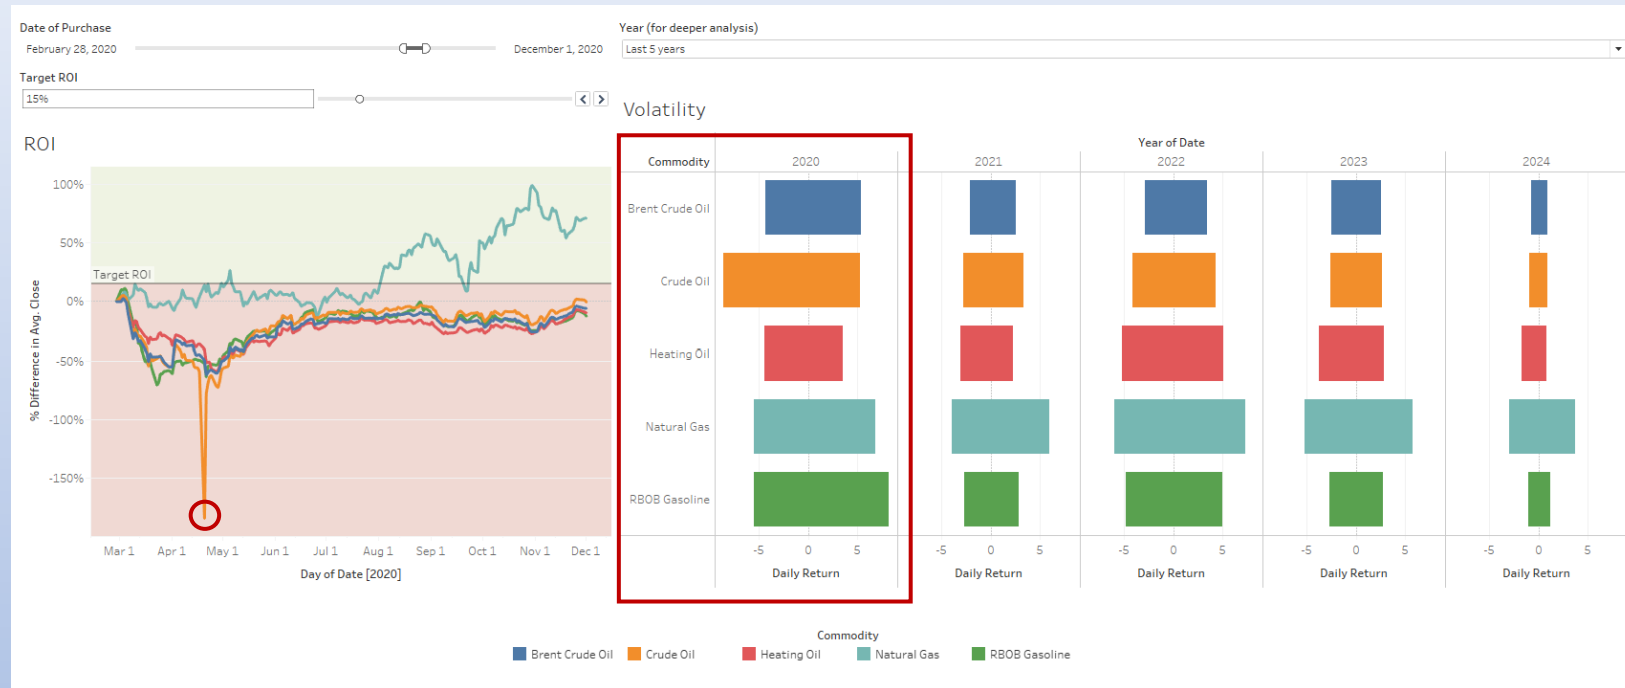 Date of Purchase
February 28, 2020
December 1, 2020
Year (for deeper analysis)
Last 5 years
Target ROI
15%
ROI
100%
50%
0%
-50%
-100%
-150%
Target ROI
% Difference in Avg. Close
Mar 1 Apr 1 May 1 Jun 1 Jul 1 Aug 1 Sep 1 Oct 1 Nov 1 Dec 1
Day of Date [2020]
Volatility
Year of Date
Commodity 2020 2021 2022 2023 2024
Brent Crude Oil
Crude Oil
Heating Oil
Natural Gas
RBOB Gasoline
-5 0 5 -5 0 5 -5 0 5 -5 0 5 -5 0 5
Daily Return Daily Return Daily Return Daily Return Daily Return
Commodity
Brent Crude Oil Crude Oil Heating Oil Natural Gas RBOB Gasoline